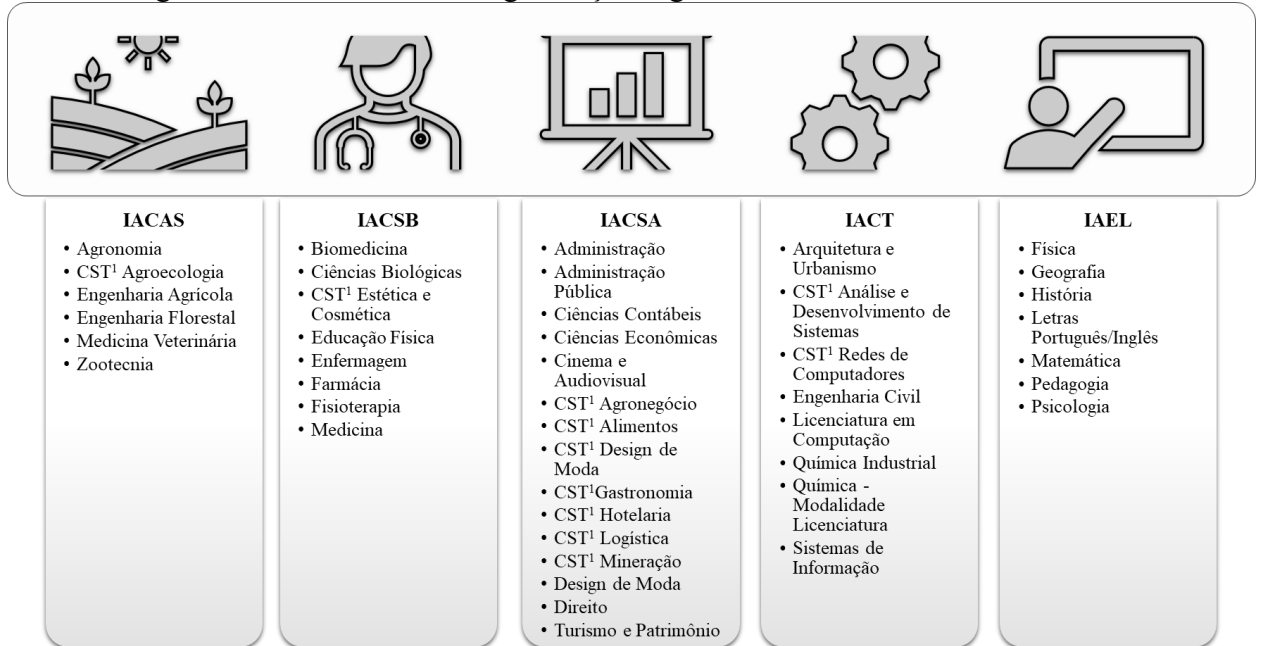 IACAS
• Agronomia
• CST¹ Agroecologia
• Engenharia Agrícola
• Engenharia Florestal
• Medicina Veterinária
• Zootecnia
IACSB
• Biomedicina
• Ciências Biológicas
• CST¹ Estética e
Cosmética
• Educação Física
• Enfermagem
• Farmácia
• Fisioterapia
• Medicina
IACSA
• Administração
• Administração
Pública
• Ciências Contábeis
• Ciências Econômicas
• Cinema e
Audiovisual
• CST¹ Agronegócio
• CST¹ Alimentos
• CST¹ Design de
Moda
• CST¹Gastronomia
• CST¹ Hotelaria
• CST¹ Logística
• CST¹ Mineração
• Design de Moda
• Direito
• Turismo e Patrimônio
IACT
• Arquitetura e
Urbanismo
• CST¹ Análise e
Desenvolvimento de
Sistemas
• CST¹ Redes de
Computadores
• Engenharia Civil
• Licenciatura em
Computação
• Química Industrial
• Química -
Modalidade
Licenciatura
• Sistemas de
Informação
IAEL
• Física
• Geografia
• História
• Letras
Português/Inglês
• Matemática
• Pedagogia
• Psicologia